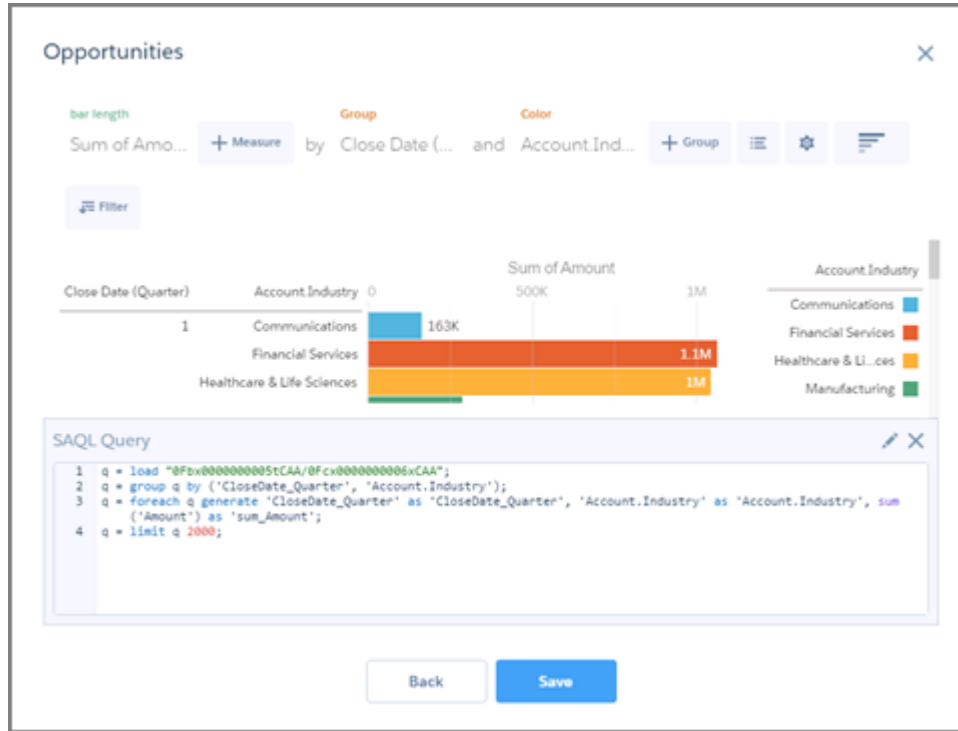 Opportunities
bar length
Group
Color
Sum of Amo... + Measure by Close Date (... and Account.Ind... + Group
Filter
Sum of Amount
Account.Industry
Close Date (Quarter) Account.Industry 0 500K 1M
Communications
1 Communications 163K
Financial Services
Financial Services 1.1M
Healthcare & Li...ces
Healthcare & Life Sciences 1M
Manufacturing
SAQL Query
1 q = load "0Fbx0000000005tCAA/0Fcx0000000006xCAA";
2 q = group q by ('CloseDate_Quarter', 'Account.Industry');
3 q = foreach q generate 'CloseDate_Quarter' as 'CloseDate_Quarter', 'Account.Industry' as 'Account.Industry', sum
('Amount') as 'sum_Amount';
4 q = limit q 2000;
Back Save